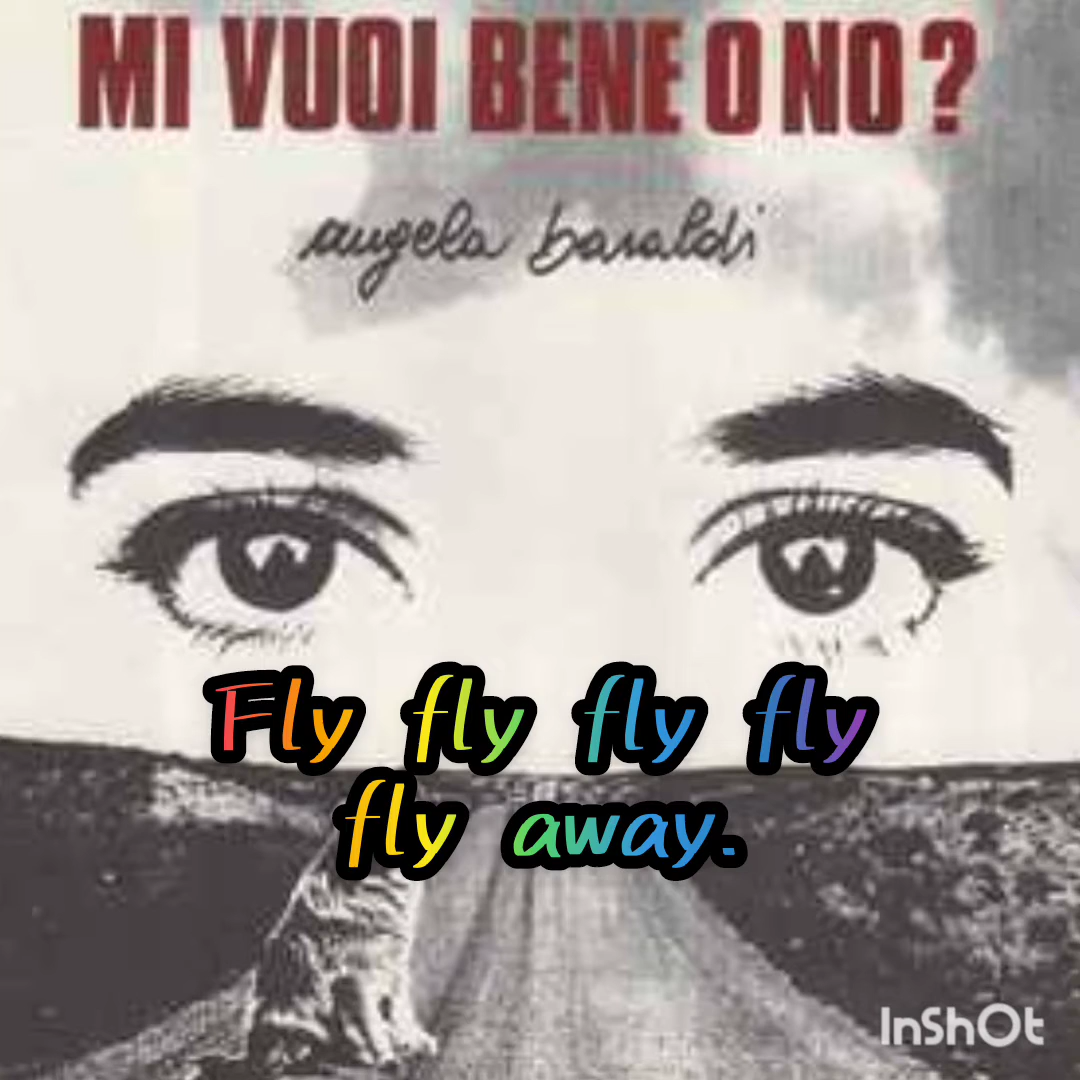 MI VUOI BENE O NO?
angela baraldi
Fly fly fly fly
fly away.
InShOt